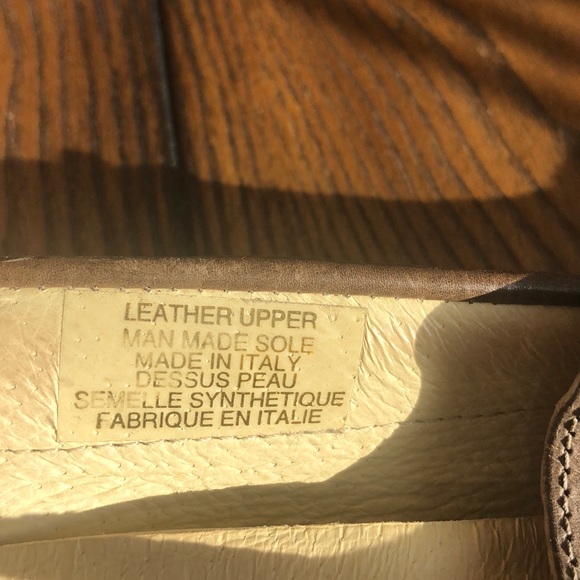 LEATHER UPPER
MAN MADE SOLE
MADE IN ITALY
DESSUS PEAU
SEMELLE SYNTHETIQUE
FABRIQUE EN ITALIE